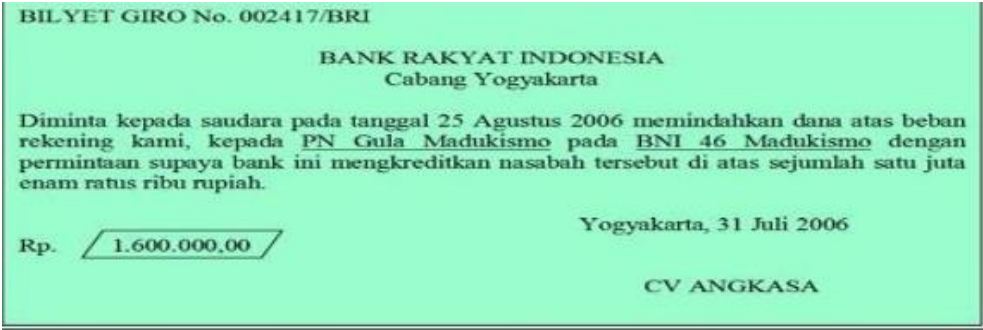 BILYET GIRO No. 002417/BRI
BANK RAKYAT INDONESIA
Cabang Yogyakarta
Diminta kepada saudara pada tanggal 25 Agustus 2006 memindahkan dana atas beban
rekening kami, kepada PN Gula Madukismo pada BNI 46 Madukismo dengan
permintaan supaya bank ini mengkreditkan nasabah tersebut di atas sejumlah satu juta
enam ratus ribu rupiah.
Yogyakarta, 31 Juli 2006
Rp. 1.600.000,00
CV ANGKASA